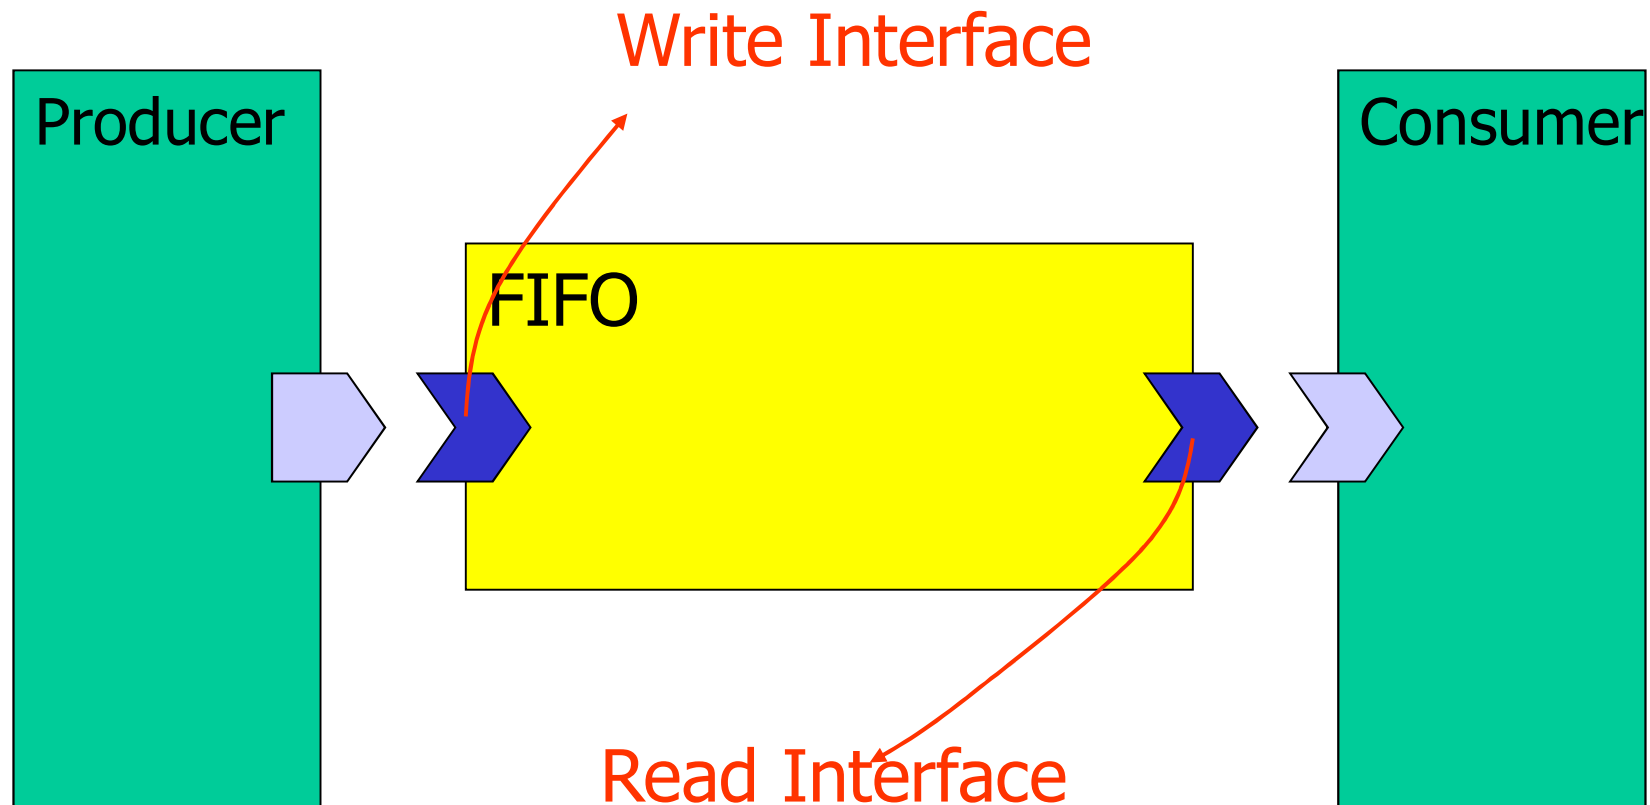 Write Interface
Producer
Consumer
FIFO
Read Interface